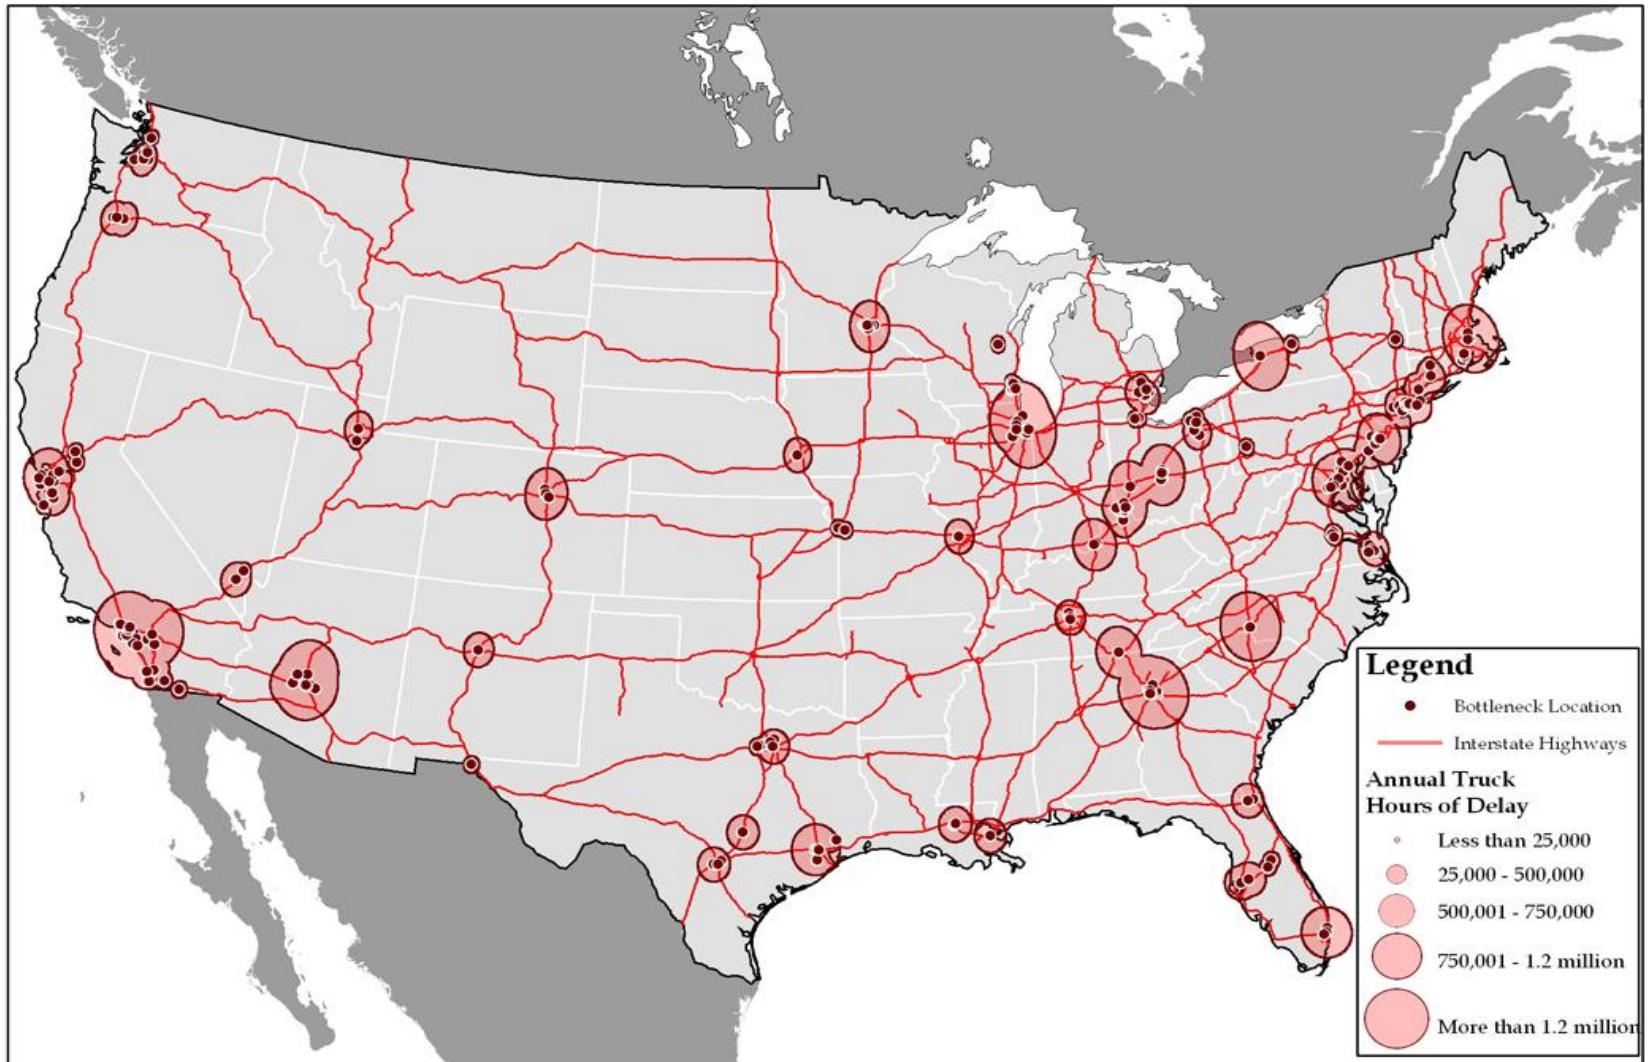 Legend
Bottleneck Location
Interstate Highways
Annual Truck
Hours of Delay
Less than 25,000
25,000 - 500,000
500,001 - 750,000
750,001 - 1.2 million
More than 1.2 million